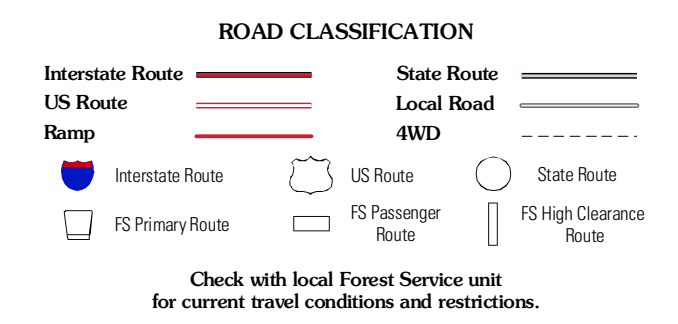 ROAD CLASSIFICATION
Interstate Route
State Route
US Route
Local Road
Ramp
4WD
Interstate Route
US Route
State Route
FS Primary Route
FS Passenger
Route
FS High Clearance
Route
Check with local Forest Service unit
for current travel conditions and restrictions.